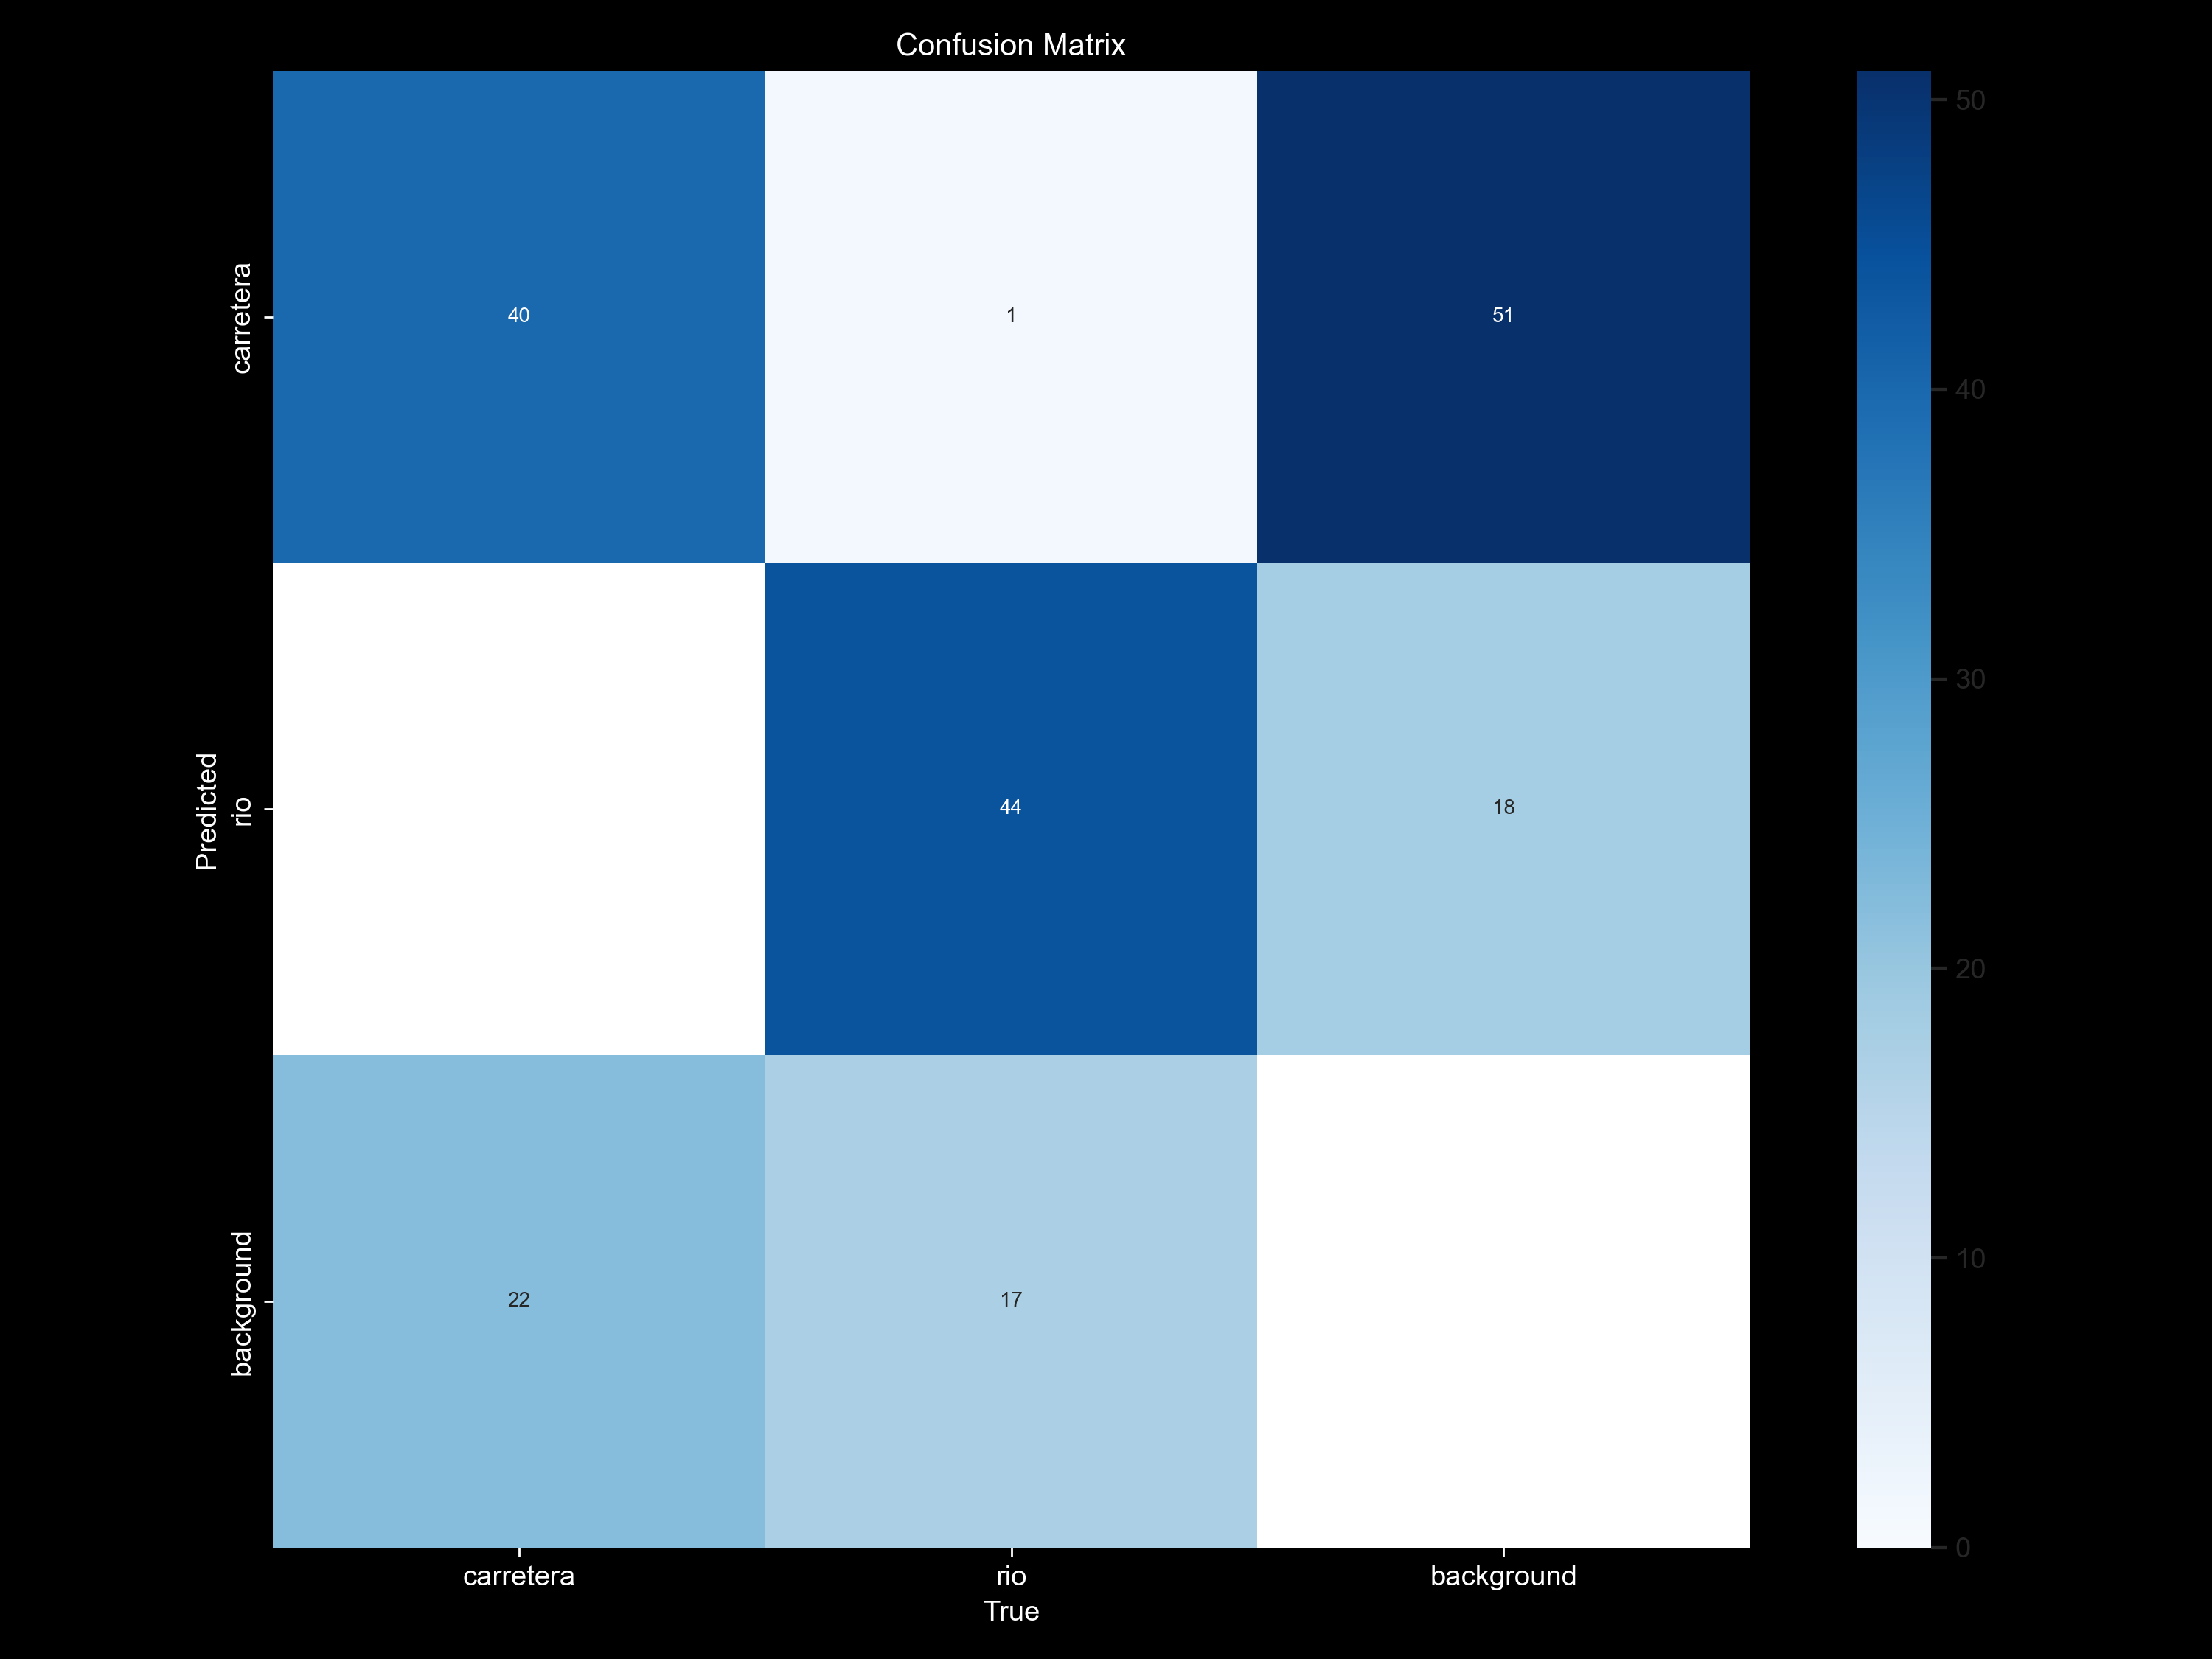 Confusion Matrix
carretera
40
1
51
50
40
30
20
10
0
Predicted
rio
44
18
background
22
17
carretera
rio
background
True